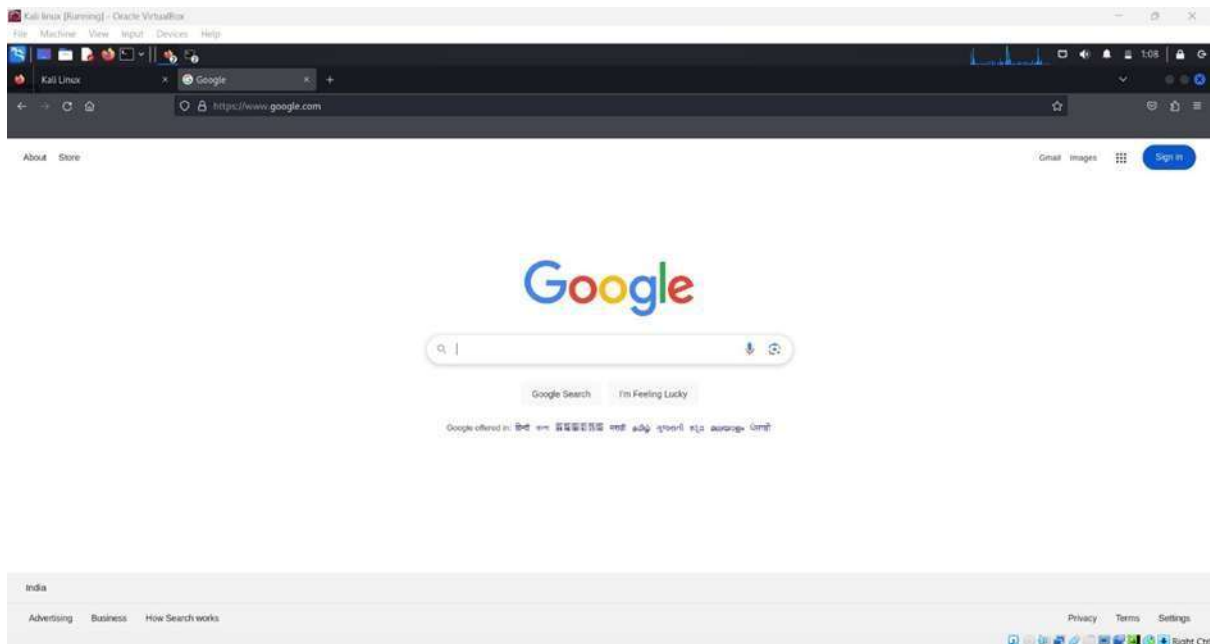 Kali linux [Running] - Oracle VirtualBox
File Machine View Input Devices Help
1:08
Kali Linux
Google
https://www.google.com
About Store
Gmail Images
Sign in
Google
Google Search I'm Feeling Lucky
Google offered in: हिन्दी मराठी தமிழ் ગુજરાતી മലയാളം ਪੰਜਾਬੀ
India
Advertising Business How Search works
Privacy Terms Settings
Right Ctrl